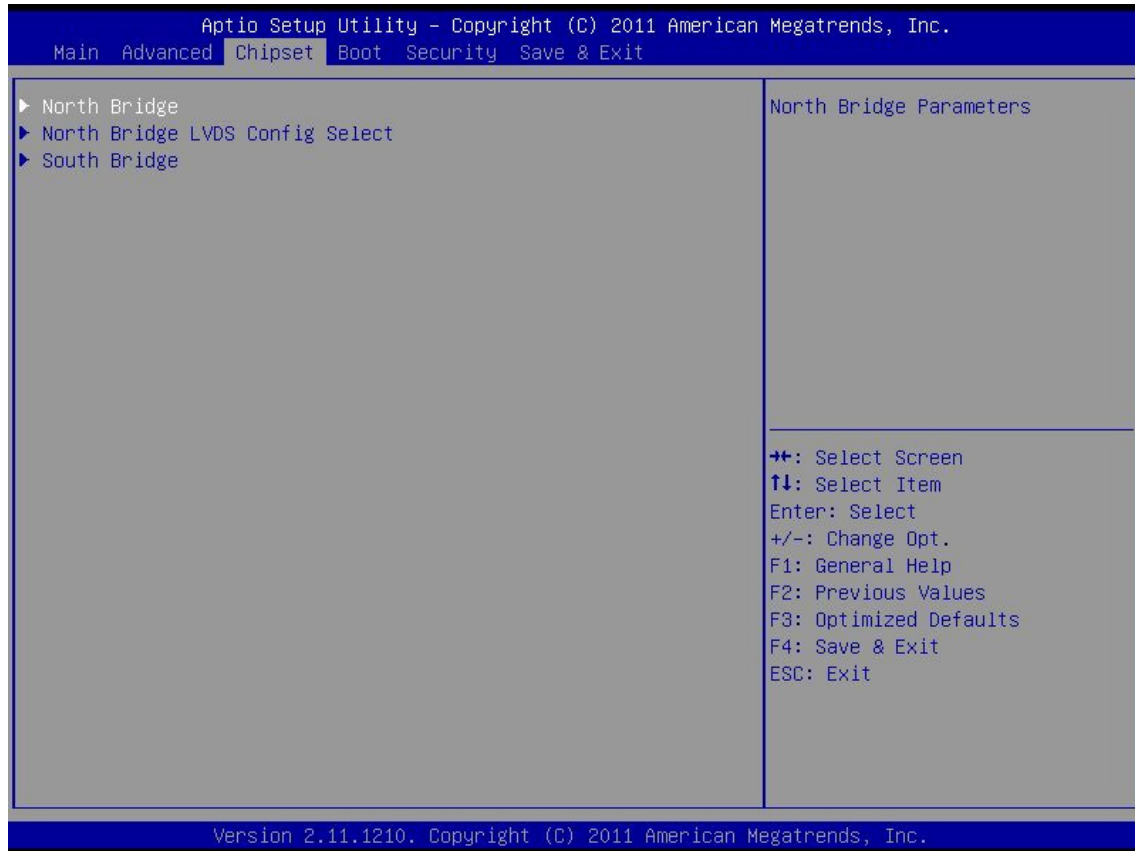 Aptio Setup Utility – Copyright (C) 2011 American Megatrends, Inc.
Main Advanced Chipset Boot Security Save & Exit
▶ North Bridge
▶ North Bridge LVDS Config Select
▶ South Bridge
North Bridge Parameters
→←: Select Screen
↑↓: Select Item
Enter: Select
+/-: Change Opt.
F1: General Help
F2: Previous Values
F3: Optimized Defaults
F4: Save & Exit
ESC: Exit
Version 2.11.1210. Copyright (C) 2011 American Megatrends, Inc.